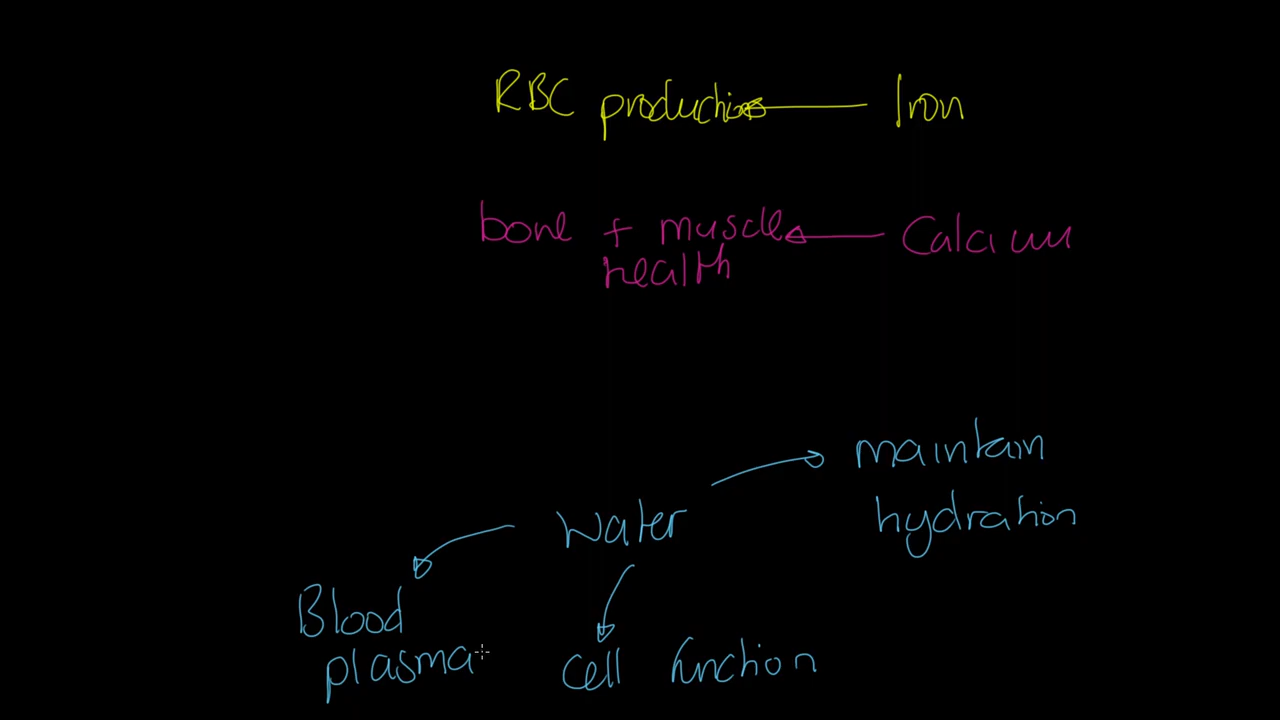 RBC production Iron
bone + muscle Calcium
health
maintain
Water hydration
Blood
plasma cell function